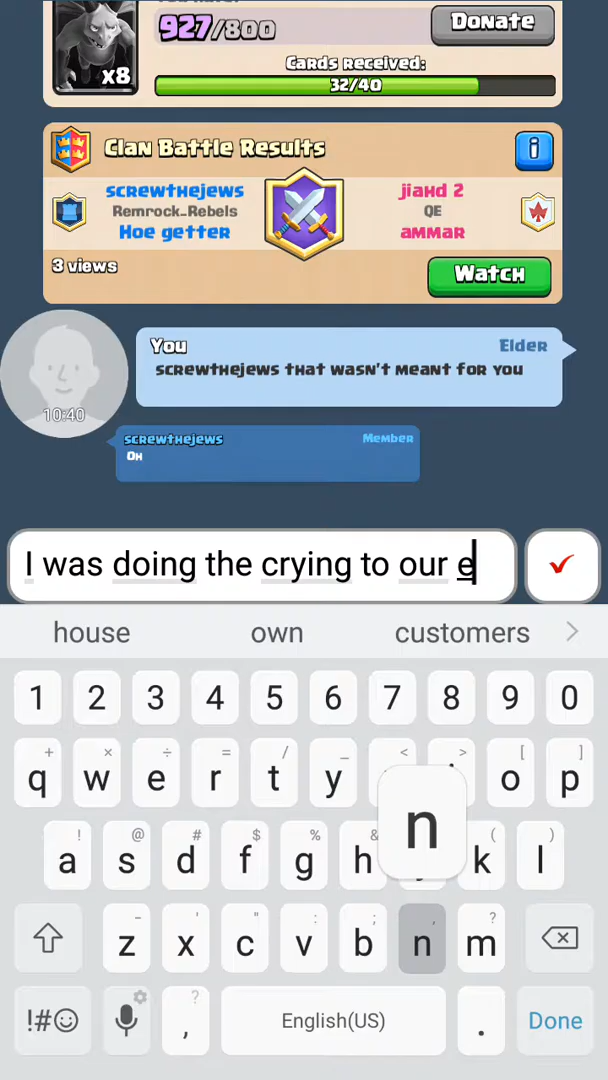 927/800
Donate
x8
Cards Received:
32/40
Clan Battle Results
i
screwthejews
Remrock_Rebels
Hoe getter
jiahd 2
QE
ammar
3 views
Watch
You
Elder
screwthejews that wasn't meant for you
10:40
screwthejews
Member
Oh
I was doing the crying to our e
house own customers
1 2 3 4 5 6 7 8 9 0
+ × ÷ = / _ < > [ ]
q w e r t y o p
! @ # $ % & ( )
a s d f g h n k l
- ' " : ; , ?
z x c v b n m
!#☺ , ? English(US) . Done